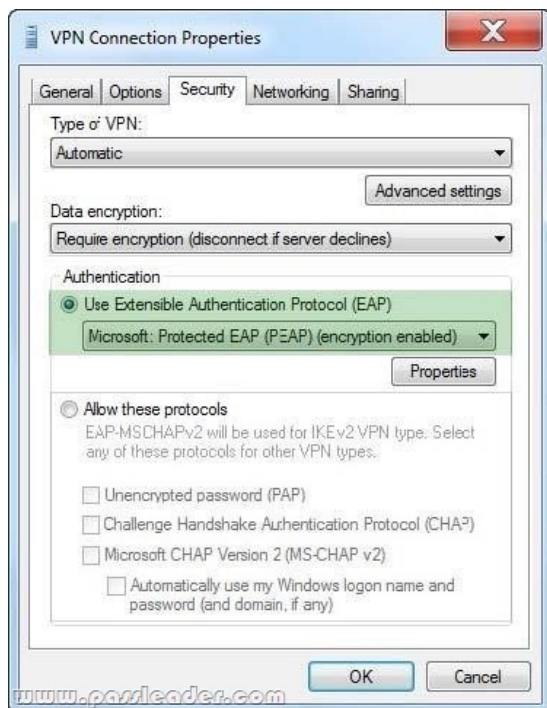 VPN Connection Properties
General Options Security Networking Sharing
Type of VPN:
Automatic
Advanced settings
Data encryption:
Require encryption (disconnect if server declines)
Authentication
Use Extensible Authentication Protocol (EAP)
Microsoft: Protected EAP (PEAP) (encryption enabled)
Properties
Allow these protocols
EAP-MSCHAPv2 will be used for IKEv2 VPN type. Select
any of these protocols for other VPN types.
Unencrypted password (PAP)
Challenge Handshake Authentication Protocol (CHAP)
Microsoft CHAP Version 2 (MS-CHAP v2)
Automatically use my Windows logon name and
password (and domain, if any)
OK Cancel
www.passleader.com